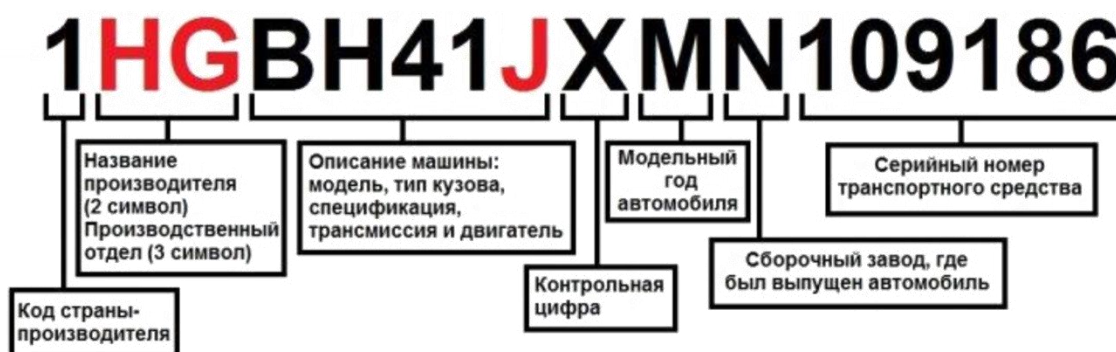 1HGBH41JXMN109186
Название
производителя
(2 символ)
Производственный
отдел (3 символ)
Описание машины:
модель, тип кузова,
спецификация,
трансмиссия и двигатель
Модельный
год
автомобиля
Серийный номер
транспортного средства
Сборочный завод, где
был выпущен автомобиль
Контрольная
цифра
Код страны-
производителя